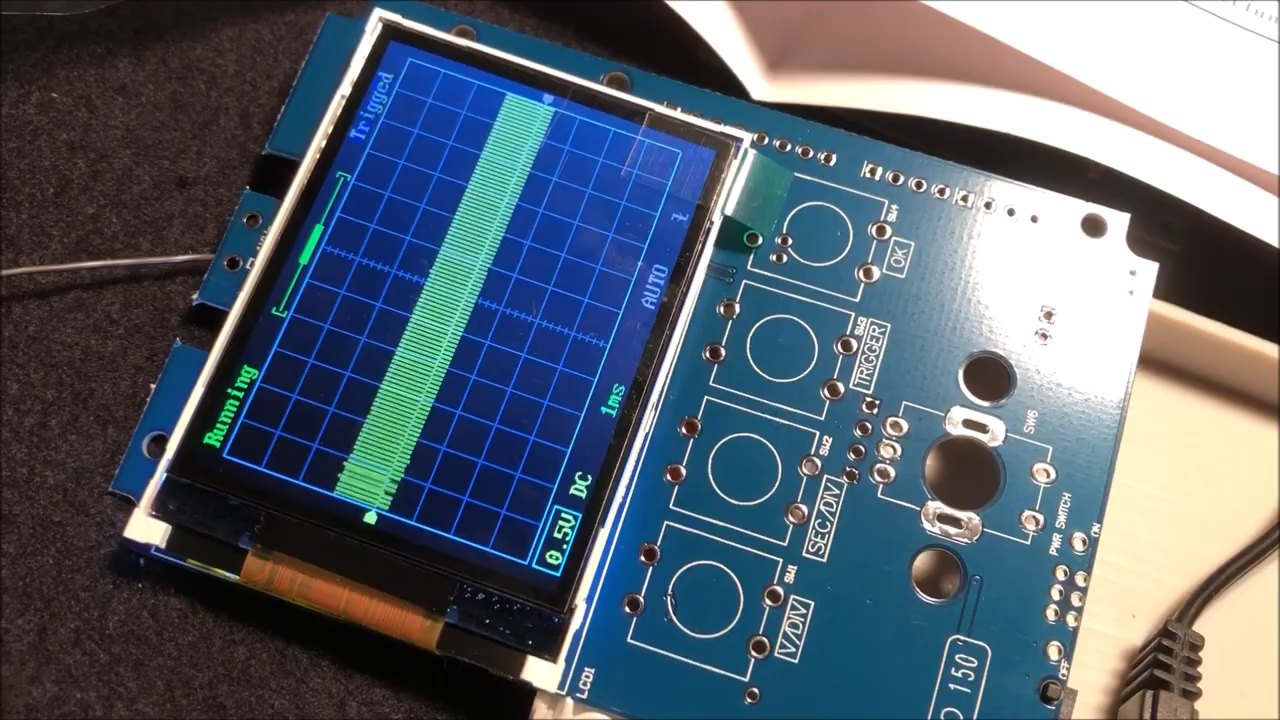 Running
Triggered
0.5V
DC
1ms
AUTO
LCD1
V/DIV
SW1
SEC/DIV
SW2
TRIGGER
SW3
OK
SW4
SW6
PWR SWITCH
ON
OFF
O 150